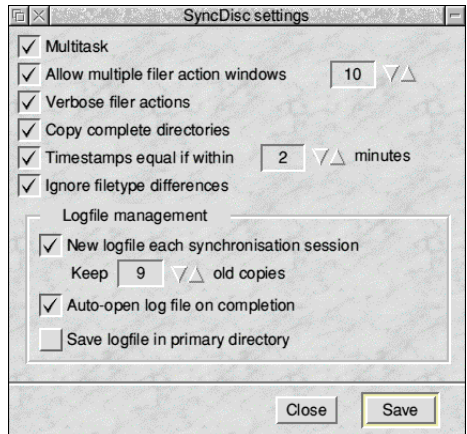 SyncDisc settings
Multitask
Allow multiple filer action windows 10
Verbose filer actions
Copy complete directories
Timestamps equal if within 2 minutes
Ignore filetype differences
Logfile management
New logfile each synchronisation session
Keep 9 old copies
Auto-open log file on completion
Save logfile in primary directory
Close Save